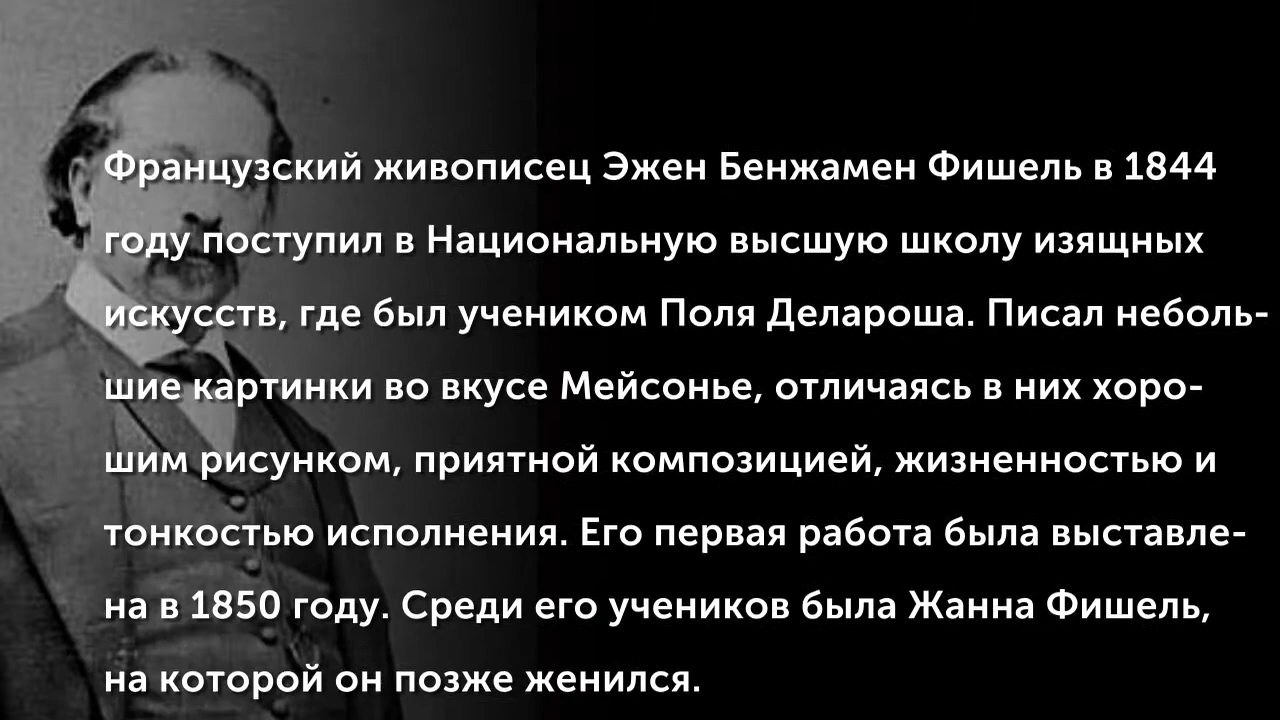 Французский живописец Эжен Бенжамен Фишель в 1844
году поступил в Национальную высшую школу изящных
искусств, где был учеником Поля Делароша. Писал неболь-
шие картинки во вкусе Мейсонье, отличаясь в них хоро-
шим рисунком, приятной композицией, жизненностью и
тонкостью исполнения. Его первая работа была выставле-
на в 1850 году. Среди его учеников была Жанна Фишель,
на которой он позже женился.